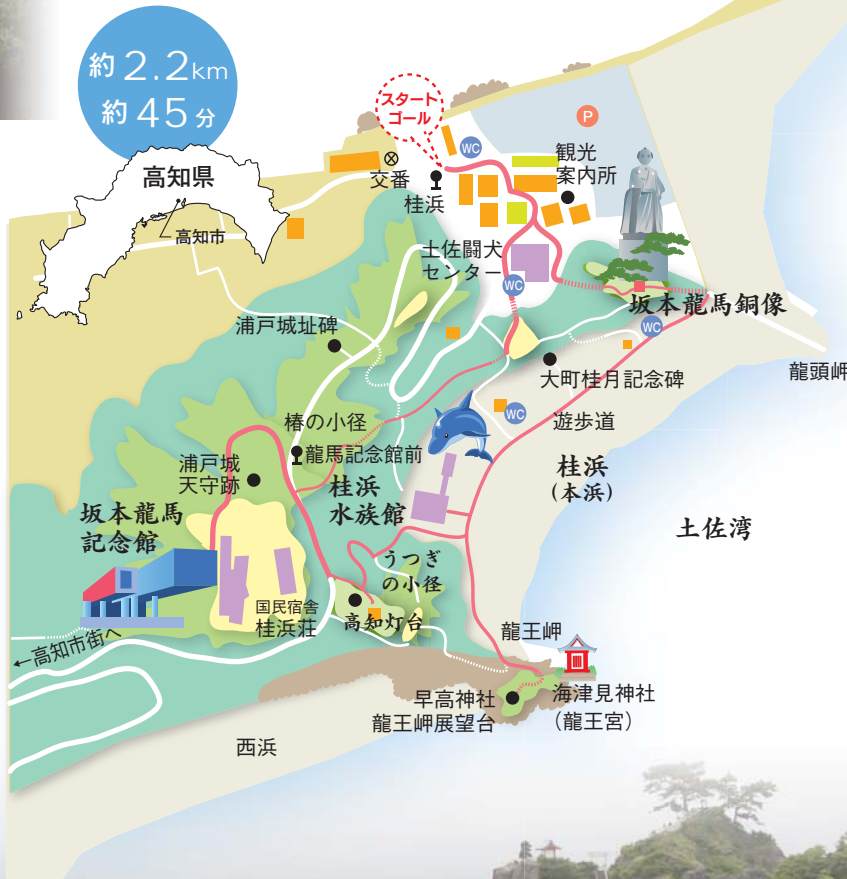 約2.2km
約45分
高知県
高知市
スタート
ゴール
P
WC
観光
案内所
交番
桂浜
土佐闘犬
センター
WC
坂本龍馬銅像
WC
浦戸城址碑
龍頭岬
大町桂月記念碑
WC
遊歩道
椿の小径
龍馬記念館前
浦戸城
天守跡
桂浜
水族館
桂浜
(本浜)
坂本龍馬
記念館
土佐湾
うつぎ
の小径
国民宿舎
桂浜荘
高知灯台
←高知市街へ
龍王岬
早高神社
龍王岬展望台
海津見神社
(龍王宮)
西浜